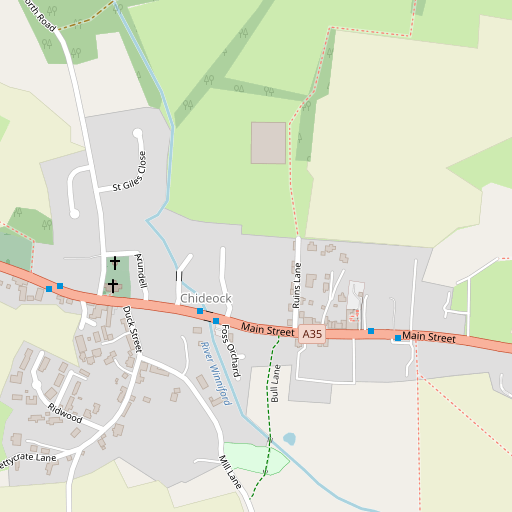 orth Road
St Giles Close
Arundell
Ruins Lane
Chideock
Duck Street
Foss Orchard
Main Street
A35
Main Street
River Winniford
Bull Lane
Ridwood
ettycrate Lane
Mill Lane